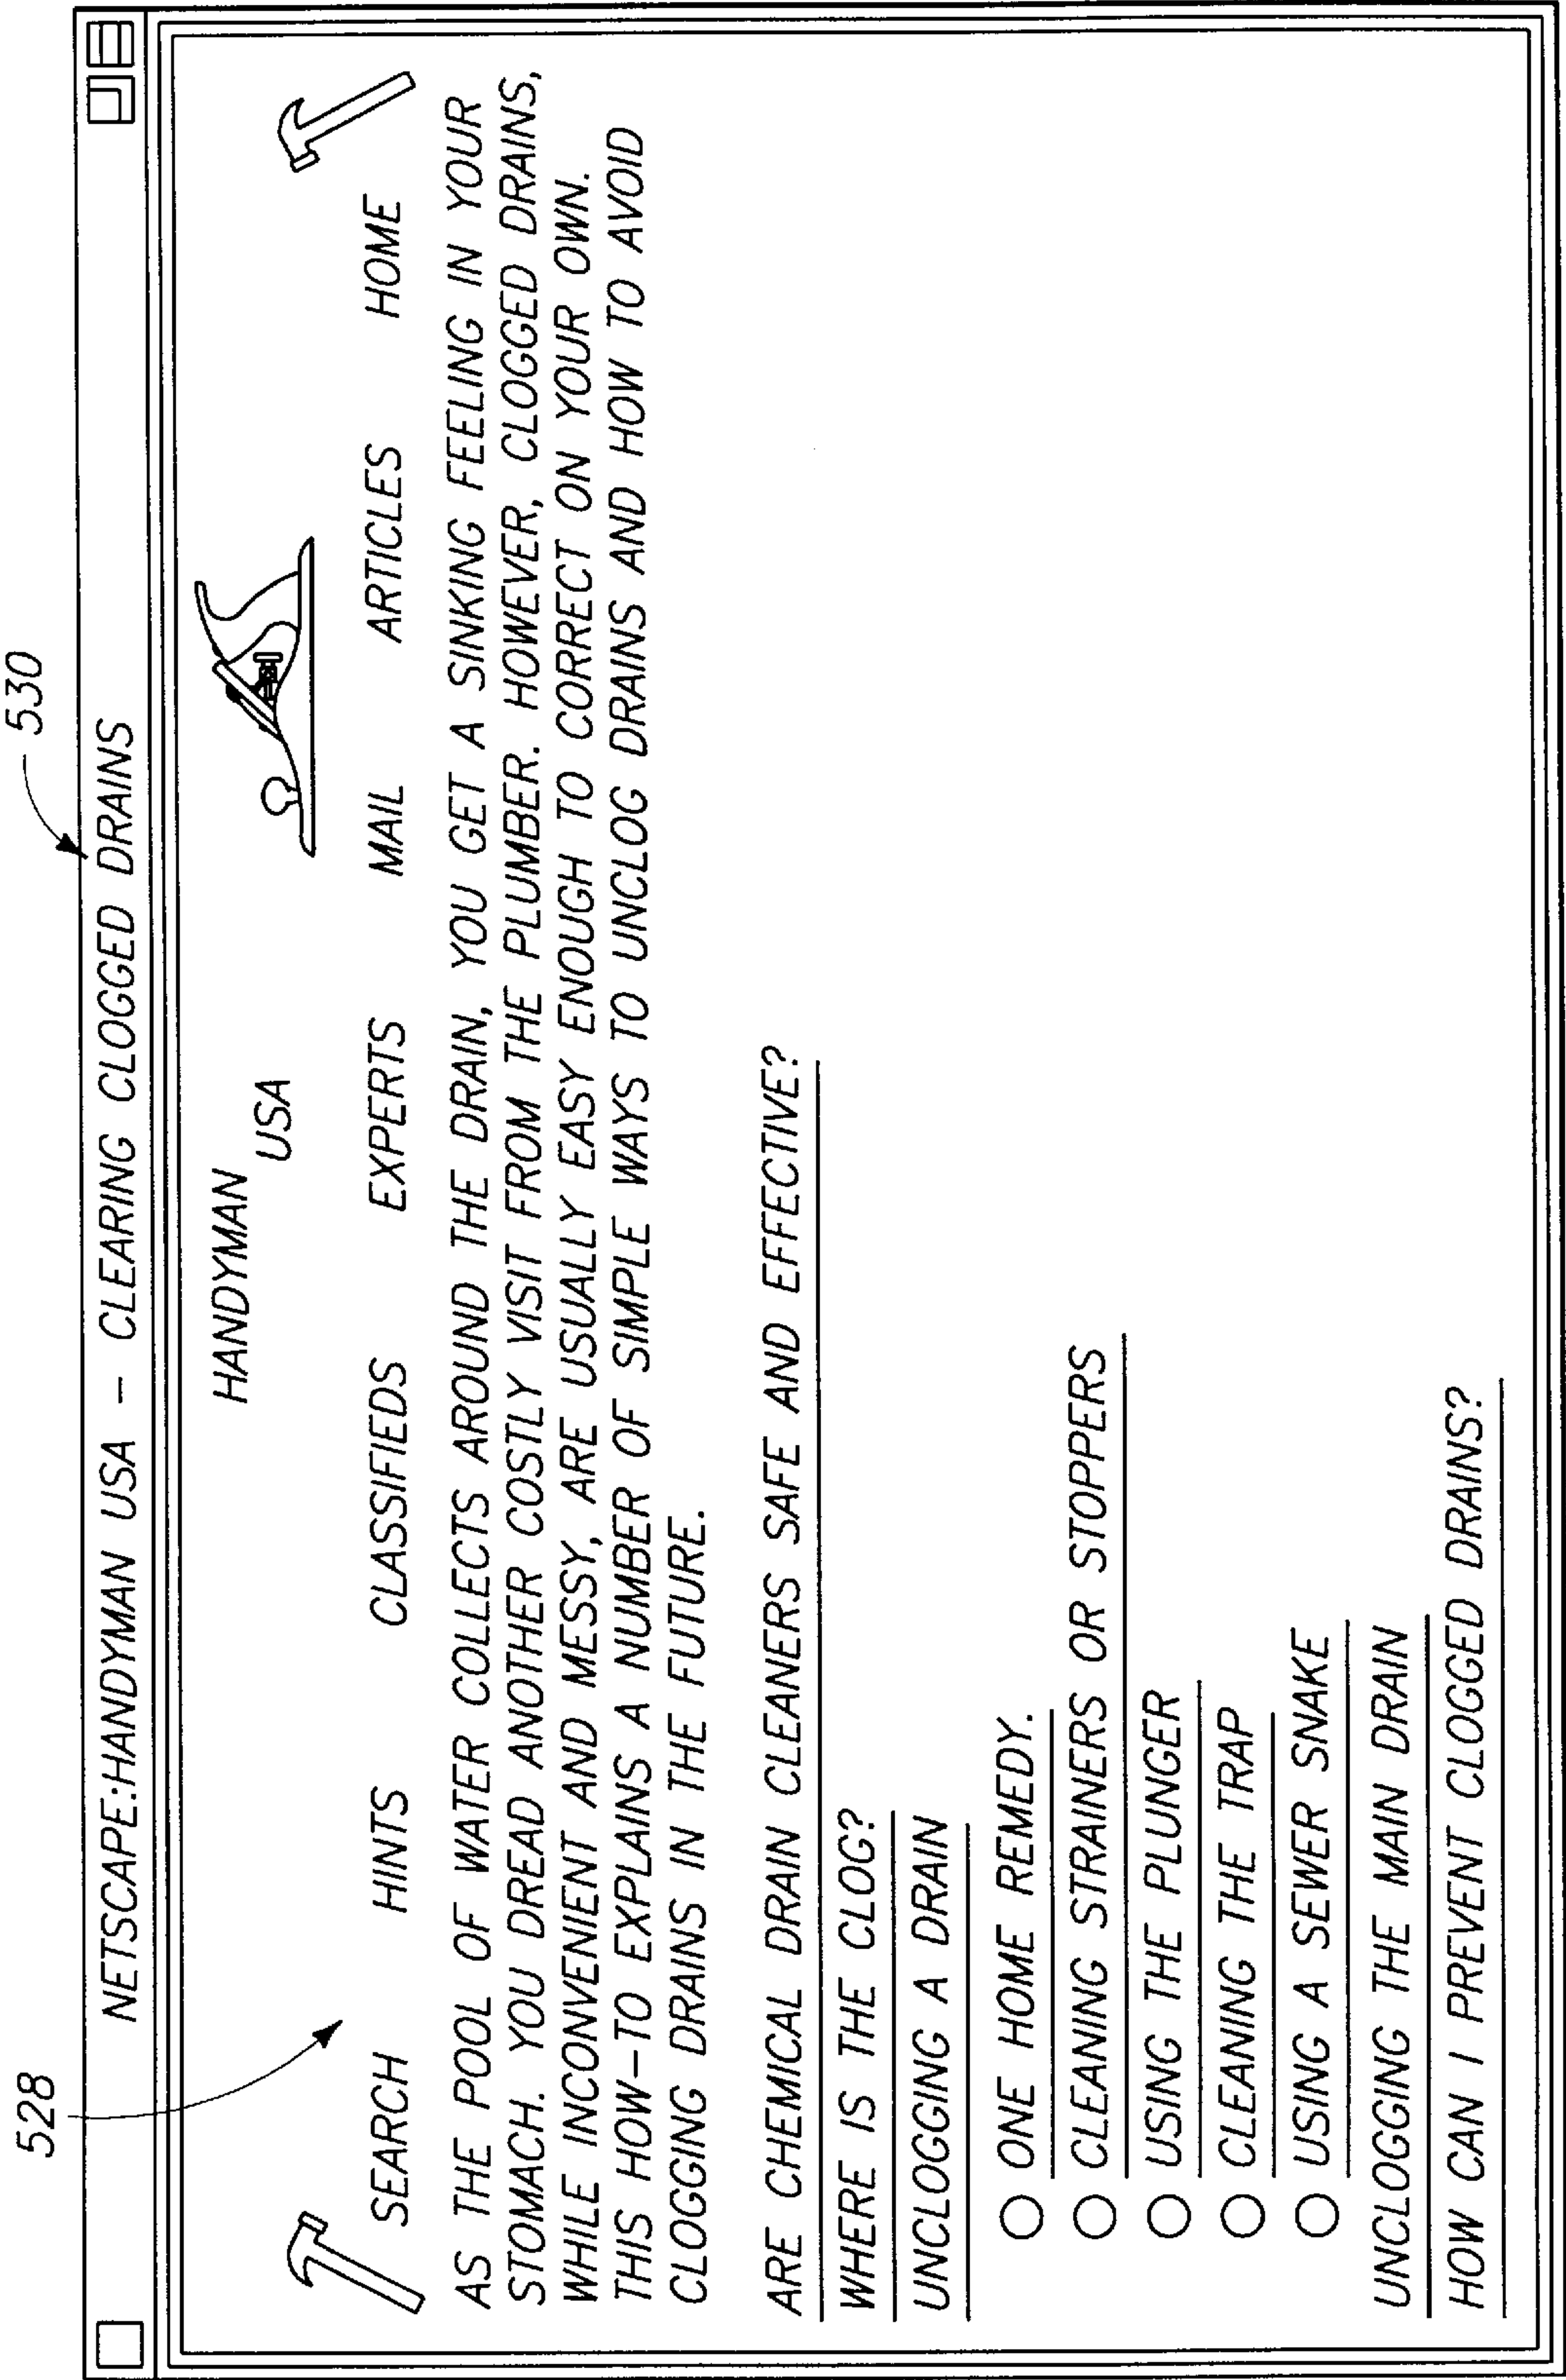 530
528
NETSCAPE:HANDYMAN USA – CLEARING CLOGGED DRAINS
HANDYMAN
USA
SEARCH HINTS CLASSIFIEDS EXPERTS MAIL ARTICLES HOME
AS THE POOL OF WATER COLLECTS AROUND THE DRAIN, YOU GET A SINKING FEELING IN YOUR
STOMACH. YOU DREAD ANOTHER COSTLY VISIT FROM THE PLUMBER. HOWEVER, CLOGGED DRAINS,
WHILE INCONVENIENT AND MESSY, ARE USUALLY EASY ENOUGH TO CORRECT ON YOUR OWN.
THIS HOW–TO EXPLAINS A NUMBER OF SIMPLE WAYS TO UNCLOG DRAINS AND HOW TO AVOID
CLOGGING DRAINS IN THE FUTURE.
ARE CHEMICAL DRAIN CLEANERS SAFE AND EFFECTIVE?
WHERE IS THE CLOG?
UNCLOGGING A DRAIN
ONE HOME REMEDY.
CLEANING STRAINERS OR STOPPERS
USING THE PLUNGER
CLEANING THE TRAP
USING A SEWER SNAKE
UNCLOGGING THE MAIN DRAIN
HOW CAN I PREVENT CLOGGED DRAINS?